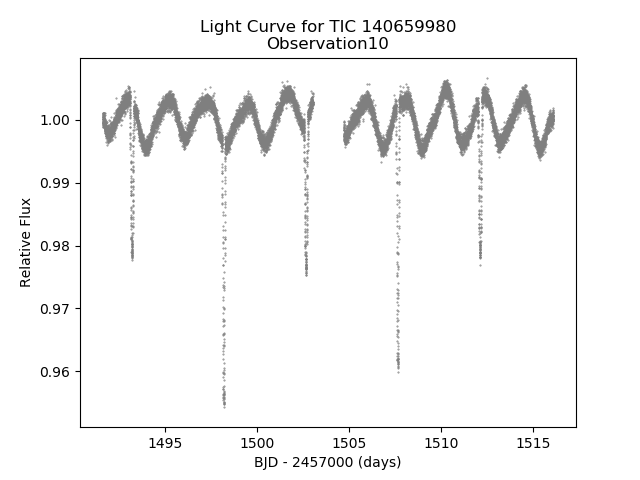 Light Curve for TIC 140659980
Observation10
1.00
0.99
0.98
0.97
0.96
Relative Flux
1495
1500
1505
1510
1515
BJD - 2457000 (days)